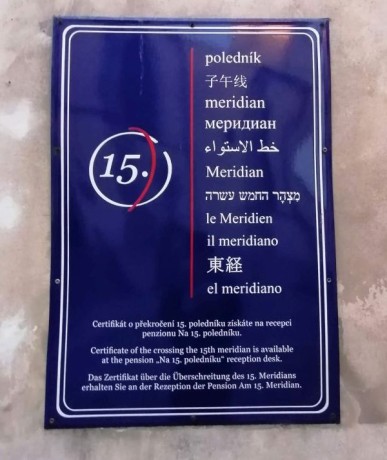 15.
poledník
子午线
meridian
меридиан
خط الاستواء
Meridian
מִצְהָר החמש עשרה
le Meridien
il meridiano
東経
el meridiano
Certifikát o překročení 15. poledníku získáte na recepci
penzionu Na 15. poledníku.
Certificate of the crossing the 15th meridian is available
at the pension „Na 15. poledníku“ reception desk.
Das Zertifikat über die Überschreitung des 15. Meridians
erhalten Sie an der Rezeption der Pension Am 15. Meridian.